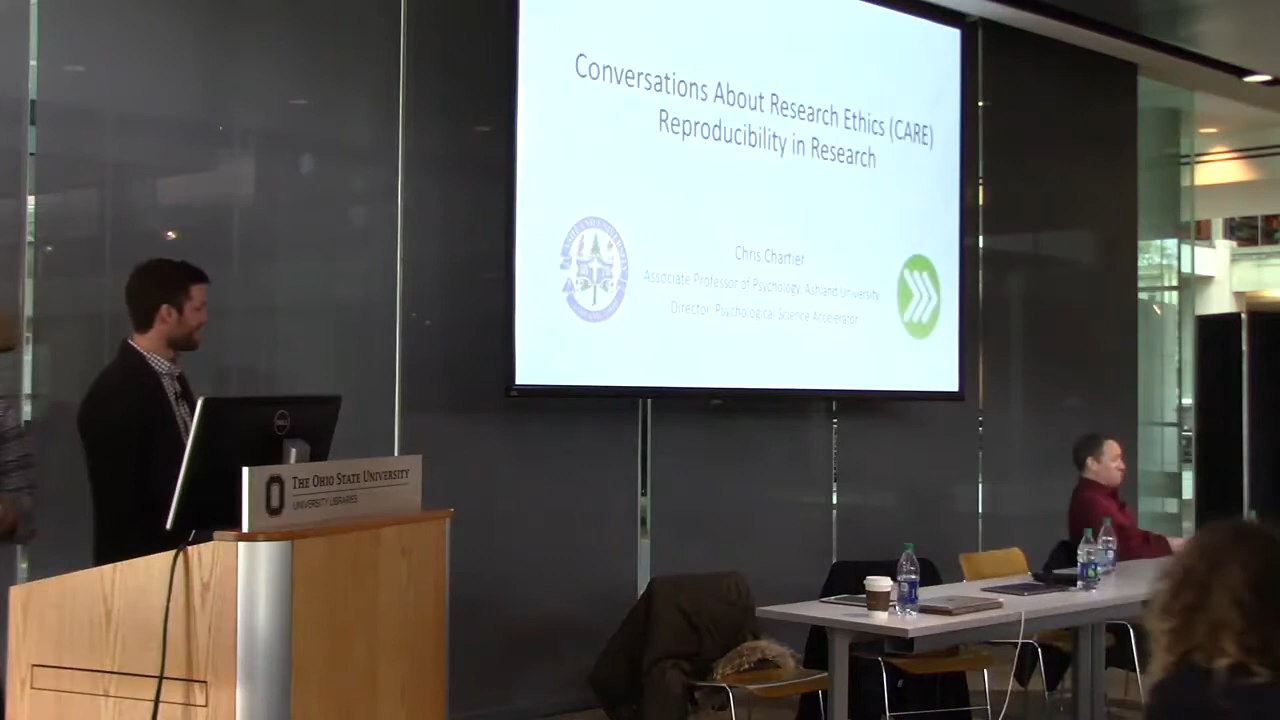 Conversations About Research Ethics (CARE)
Reproducibility in Research
Chris Chartier
Associate Professor of Psychology, Ashland University
Director, Psychological Science Accelerator
DELL
THE OHIO STATE UNIVERSITY
UNIVERSITY LIBRARIES